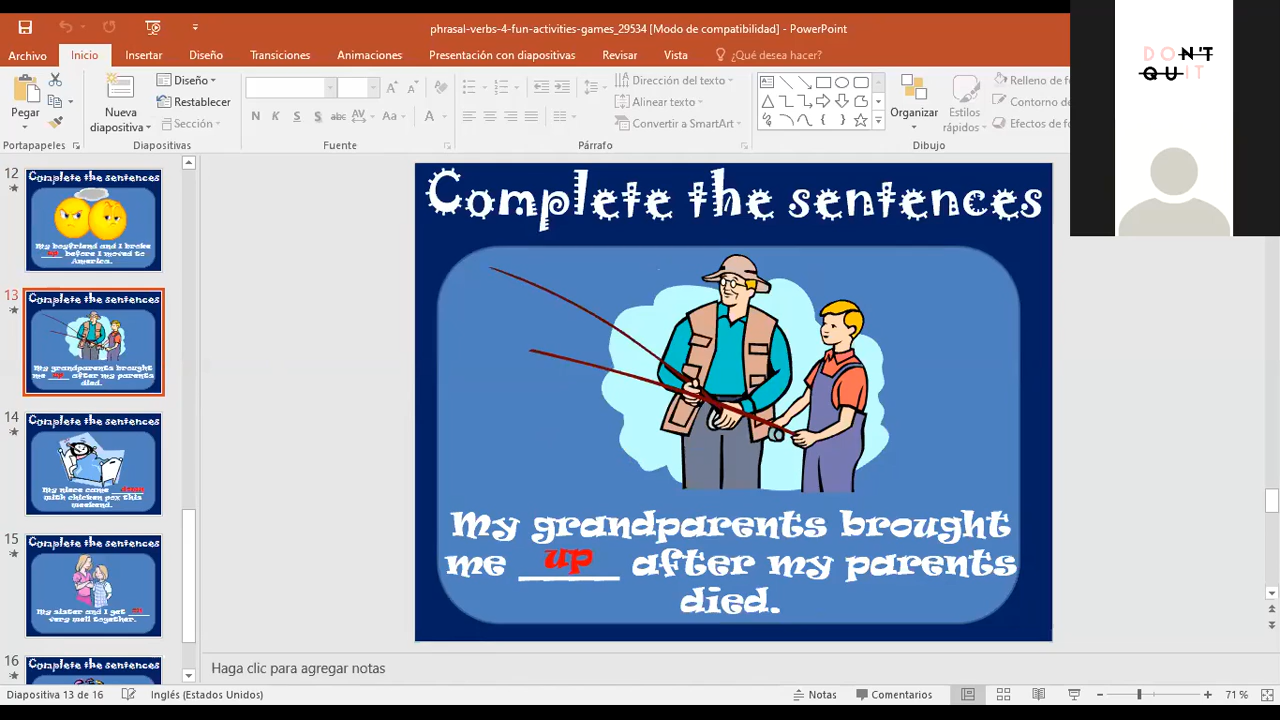 phrasal-verbs-4-fun-activities-games_29534 [Modo de compatibilidad] - PowerPoint
Archivo Inicio Insertar Diseño Transiciones Animaciones Presentación con diapositivas Revisar Vista ¿Qué desea hacer?
Pegar
Nueva diapositiva
Diseño
Restablecer
Sección
N K S S abc AV Aa A
Dirección del texto
Alinear texto
Convertir a SmartArt
Organizar
Estilos rápidos
Relleno de fo
Contorno de
Efectos de fo
Portapapeles Diapositivas Fuente Párrafo Dibujo
DON'T
QUIT
12
Complete the sentences
My boyfriend and I broke
up before I moved to
America.
13
Complete the sentences
My grandparents brought
me up after my parents
died.
14
Complete the sentences
My niece came down
with chicken pox this
weekend.
15
Complete the sentences
My sister and I get
very well together.
16
Complete the sentences
Complete the sentences
My grandparents brought
me up after my parents
died.
Haga clic para agregar notas
Diapositiva 13 de 16 Inglés (Estados Unidos) Notas Comentarios 71 %